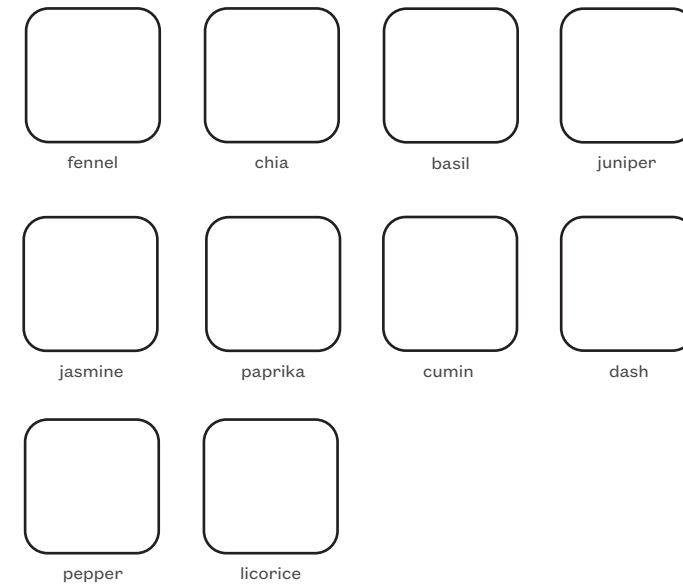 fennel chia basil juniper
jasmine paprika cumin dash
pepper licorice